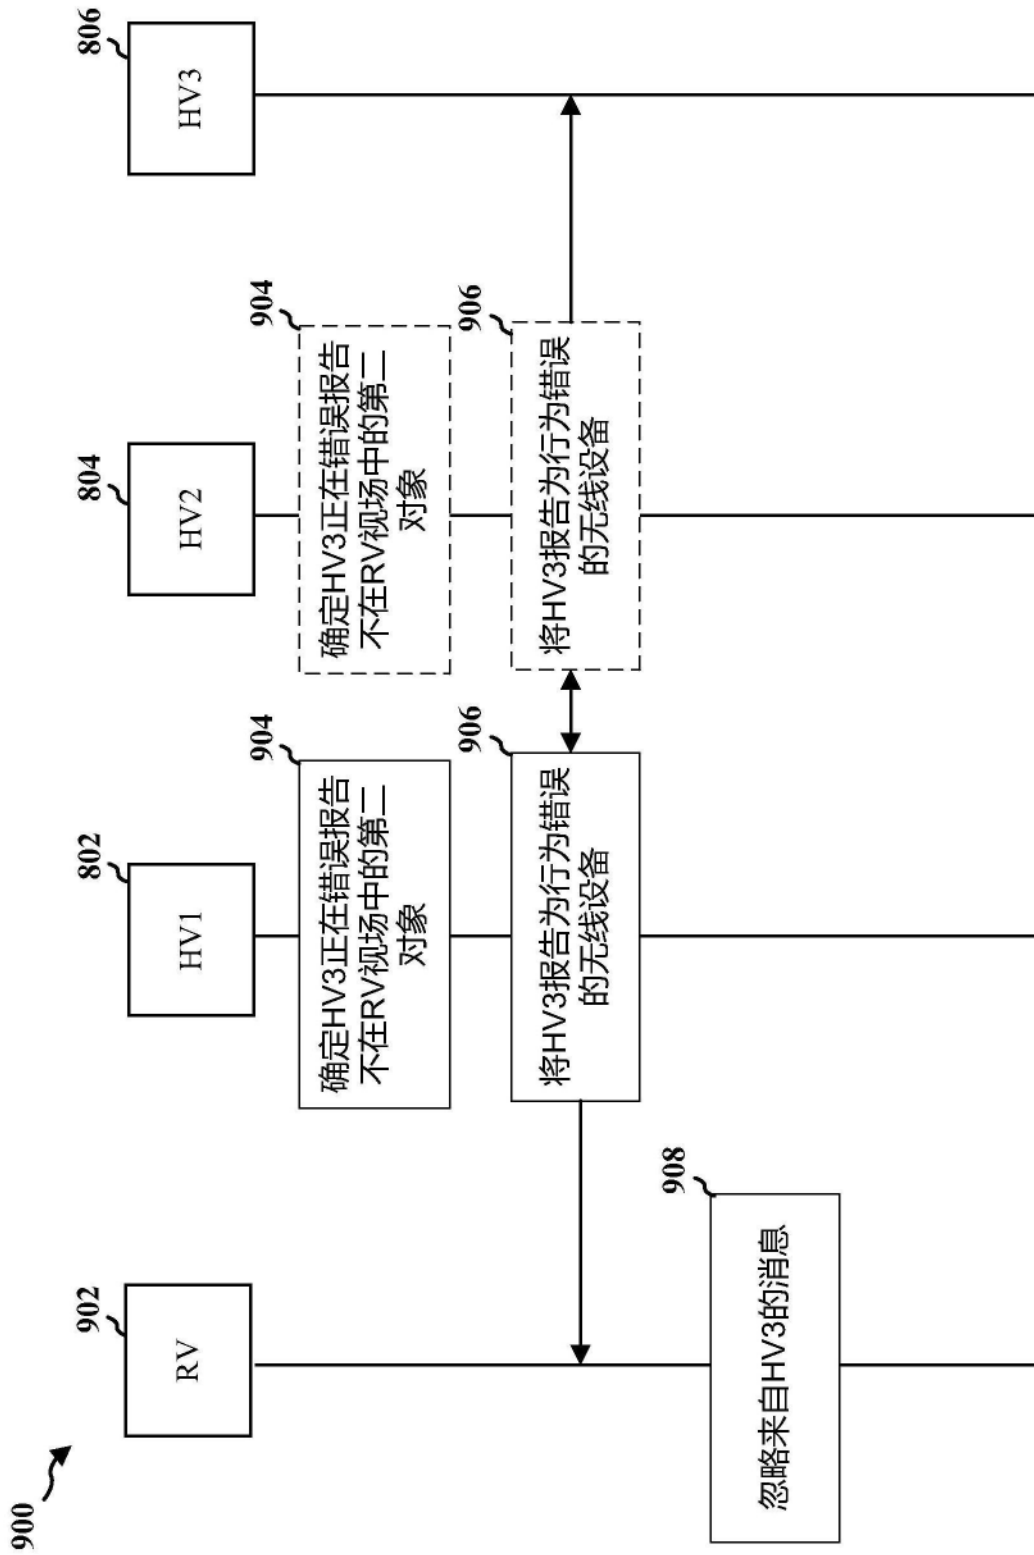 900
902
RV
802
HV1
804
HV2
806
HV3
904
确定HV3正在错误报告
不在RV视场中的第二
对象
904
确定HV3正在错误报告
不在RV视场中的第二
对象
906
将HV3报告为行为错误
的无线设备
906
将HV3报告为行为错误
的无线设备
908
忽略来自HV3的消息